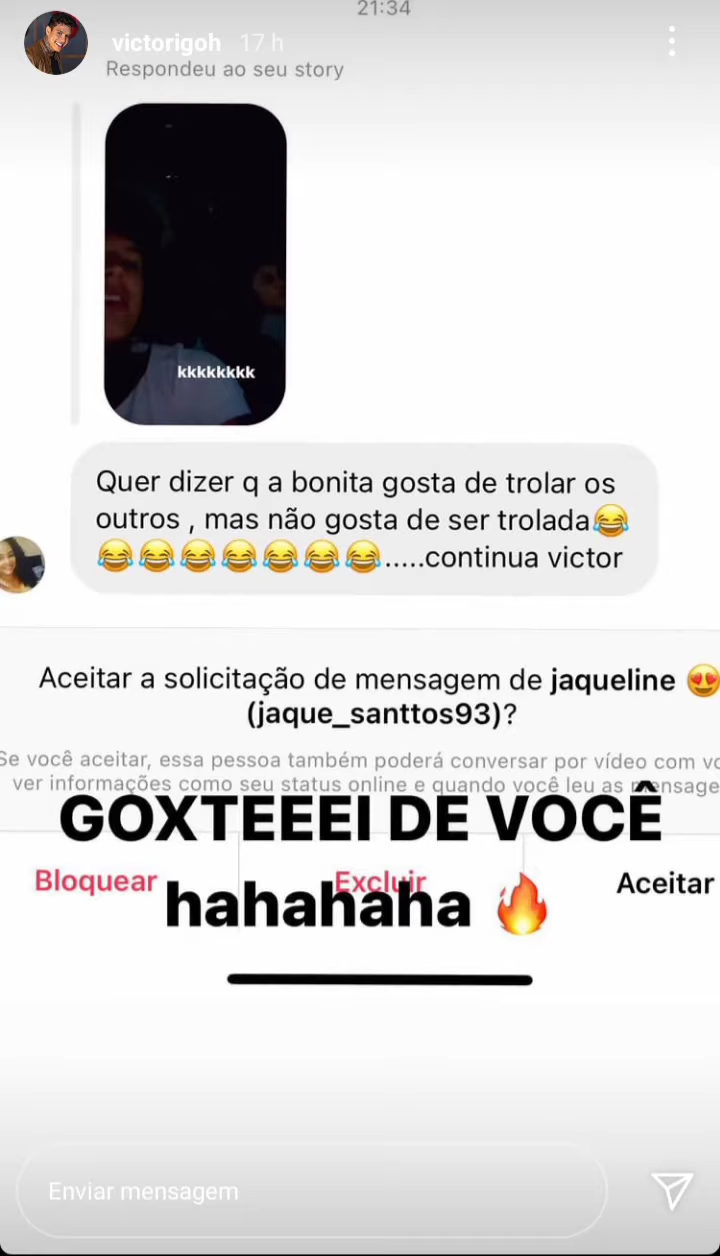 21:34
victorigoh 17 h
Respondeu ao seu story
kkkkkkkk
Quer dizer q a bonita gosta de trolar os
outros , mas não gosta de ser trolada😂
😂😂😂😂😂😂😂.....continua victor
Aceitar a solicitação de mensagem de jaqueline 😍
(jaque_santtos93)?
Se você aceitar, essa pessoa também poderá conversar por vídeo com vo
ver informações como seu status online e quando você leu as mensage
GOXTEEEI DE VOCÊ
Bloquear Excluir Aceitar
hahahaha 🔥
Enviar mensagem